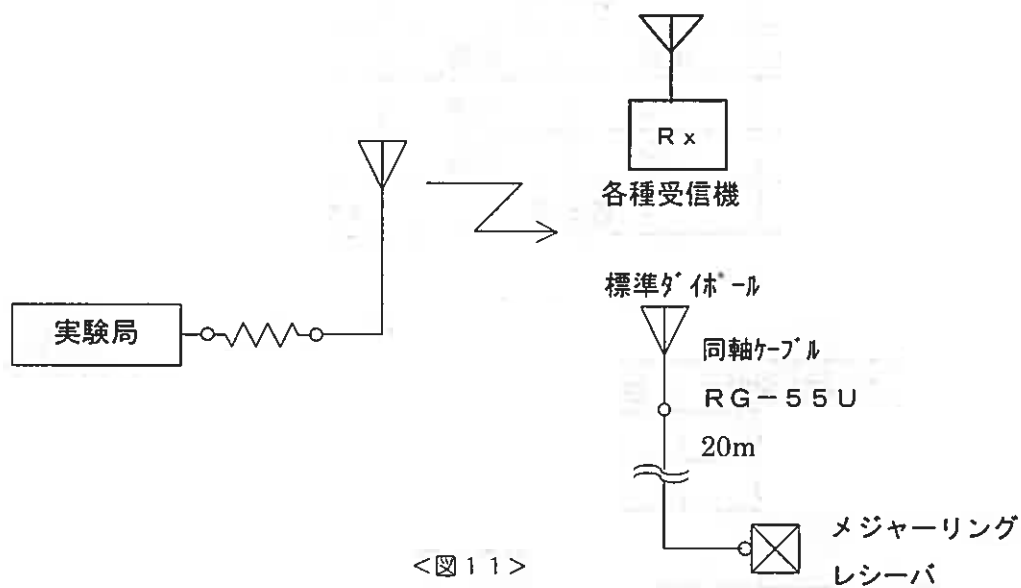 Rx
各種受信機
実験局
標準ダイポール
同軸ケーブル
RG-55U
20m
メジャーリング
レシーバ
<図11>